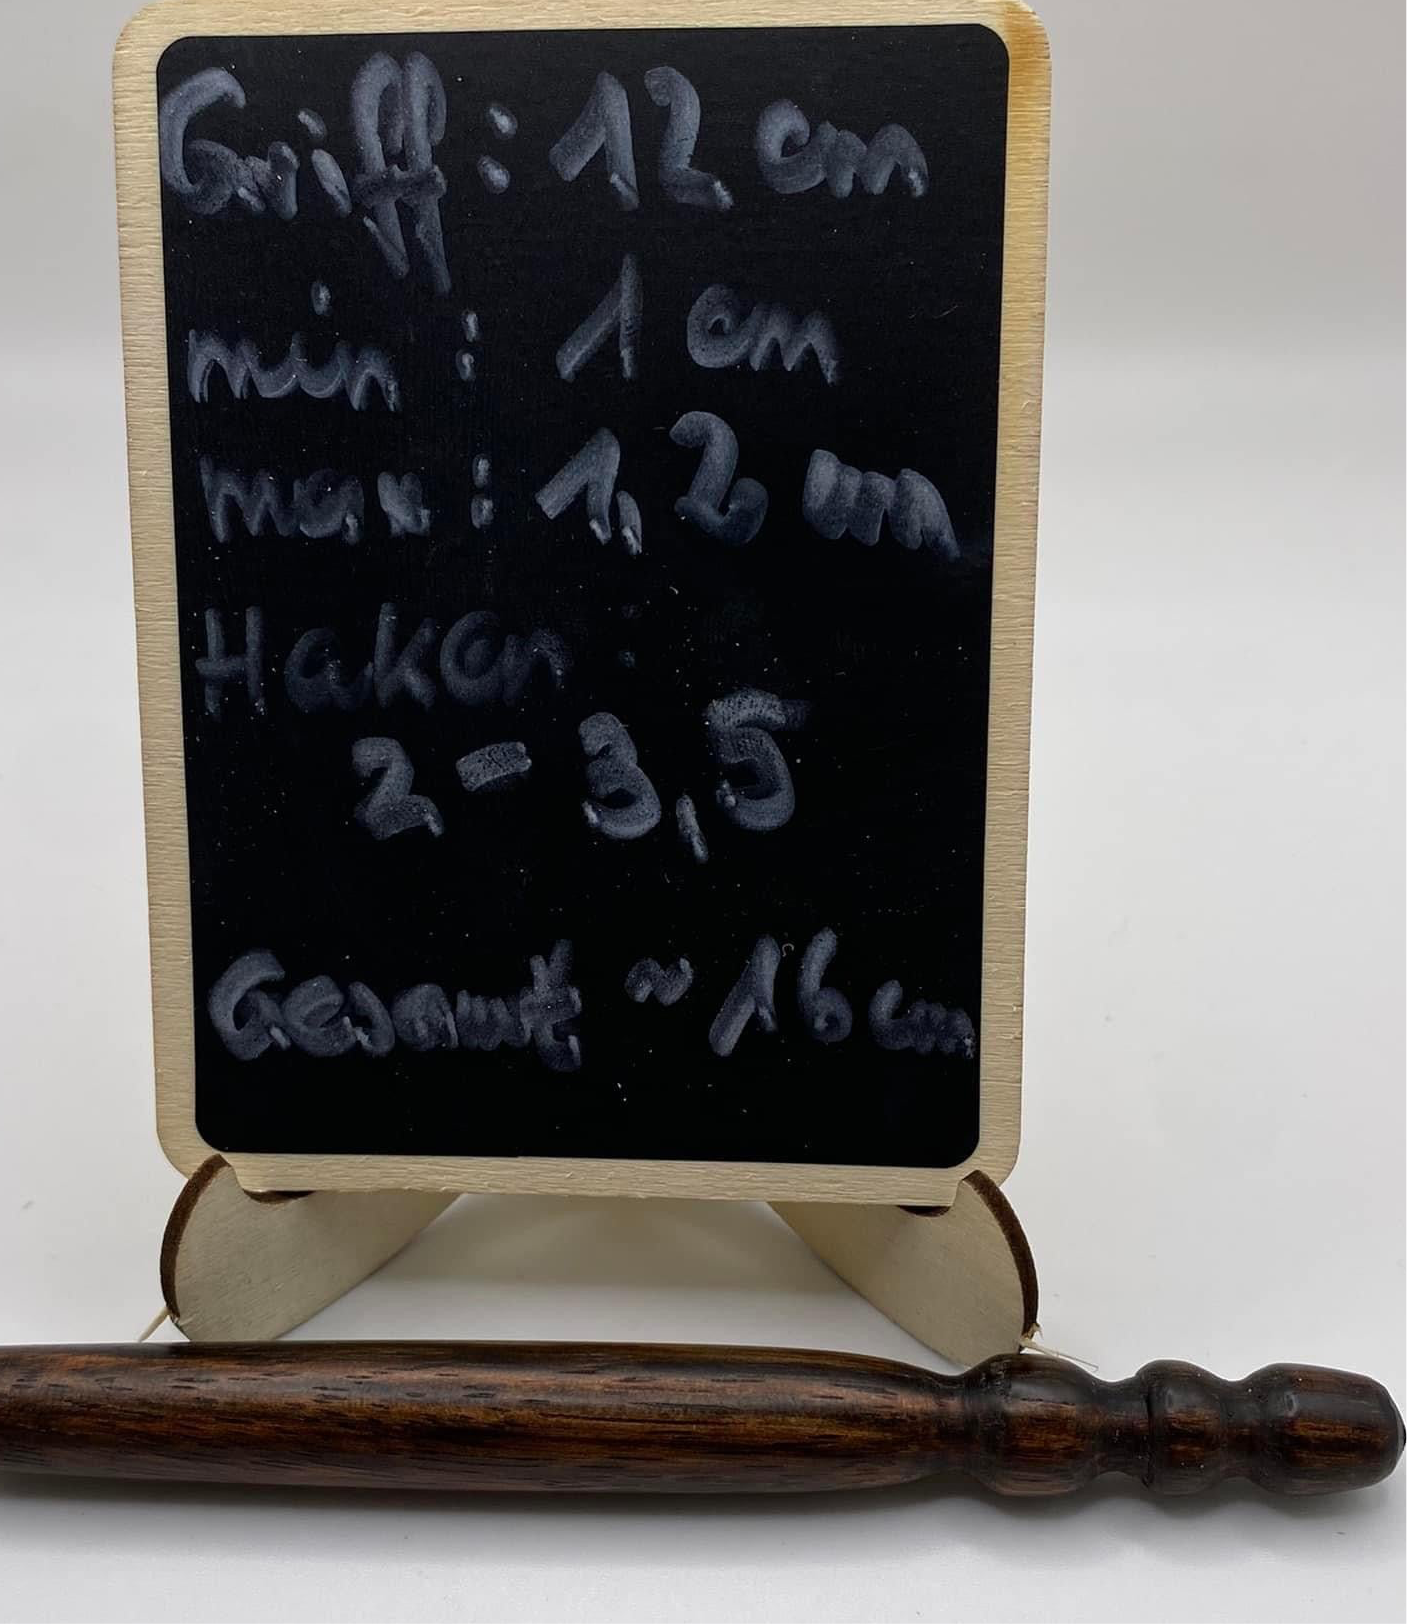 Griff: 12 cm
min: 1 cm
max: 1,2 cm
Haken:
2-3,5
Gesamt ~ 16 cm